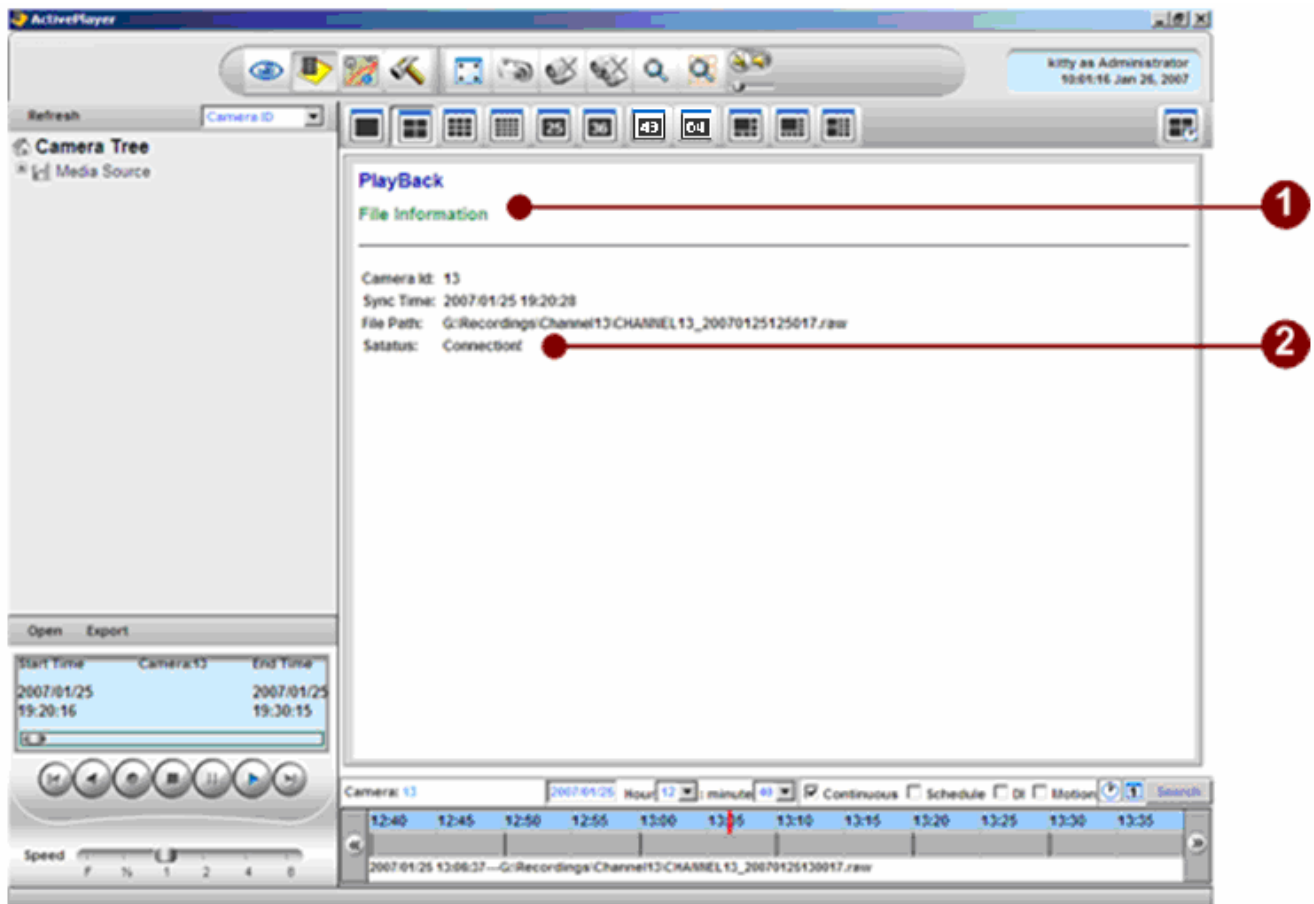 ActivePlayer
kitty as Administrator
10:01:16 Jan 26, 2007
Refresh
Camera ID
25
36
49
64
Camera Tree
Media Source
PlayBack
File Information
1
Camera Id: 13
Sync Time: 2007/01/25 19:20:28
File Path: G:\Recordings\Channel13\CHANNEL13_20070125125017.raw
Satatus: Connection!
2
Open Export
Start Time Camera:13 End Time
2007/01/25 2007/01/25
19:20:16 19:30:15
Camera: 13 2007/01/25 Hour 12 : minute 40 Continuous Schedule DI Motion Search
12:40 12:45 12:50 12:55 13:00 13:05 13:10 13:15 13:20 13:25 13:30 13:35
2007/01/25 13:06:37---G:\Recordings\Channel13\CHANNEL13_20070125130017.raw
Speed
F ½ 1 2 4 8